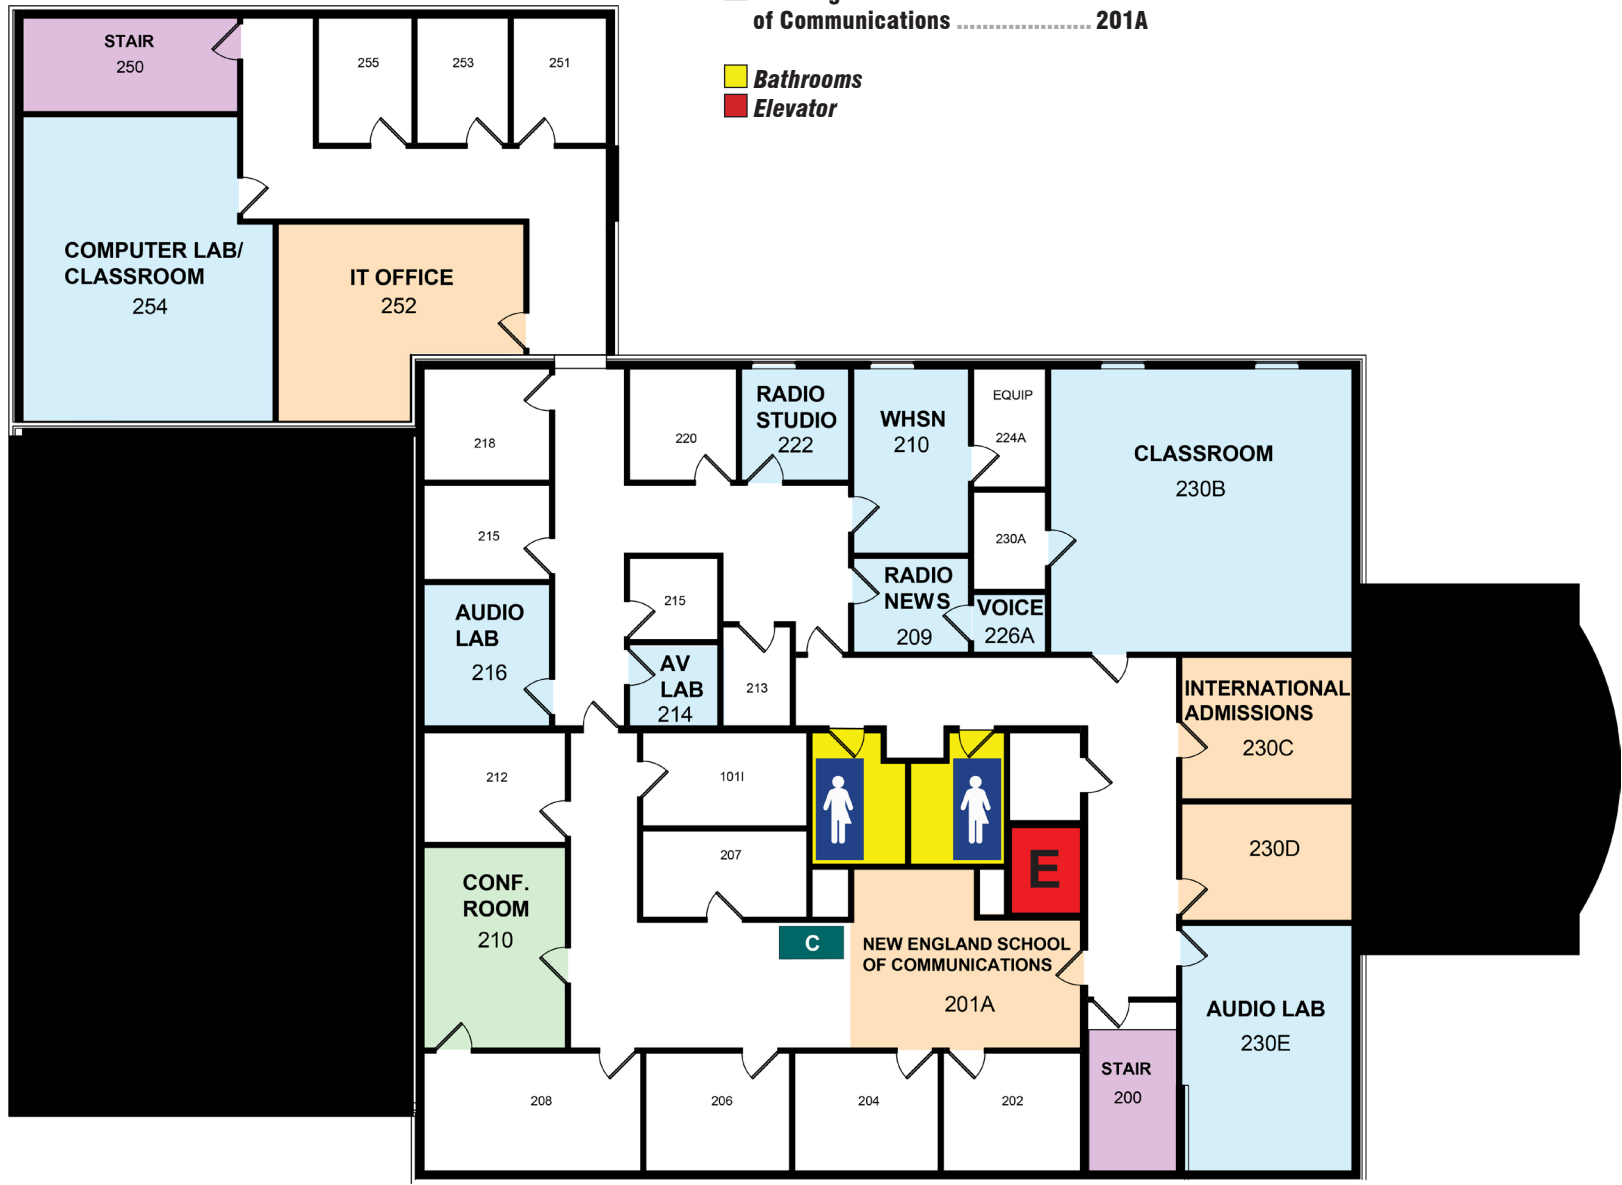 of Communications ..................... 201A
Bathrooms
Elevator
STAIR
250
255
253
251
COMPUTER LAB/
CLASSROOM
254
IT OFFICE
252
218
220
RADIO
STUDIO
222
WHSN
210
EQUIP
224A
CLASSROOM
230B
215
230A
215
RADIO
NEWS
209
VOICE
226A
AUDIO
LAB
216
AV
LAB
214
213
INTERNATIONAL
ADMISSIONS
230C
212
101I
207
E
230D
CONF.
ROOM
210
C
NEW ENGLAND SCHOOL
OF COMMUNICATIONS
201A
AUDIO LAB
230E
STAIR
200
208
206
204
202